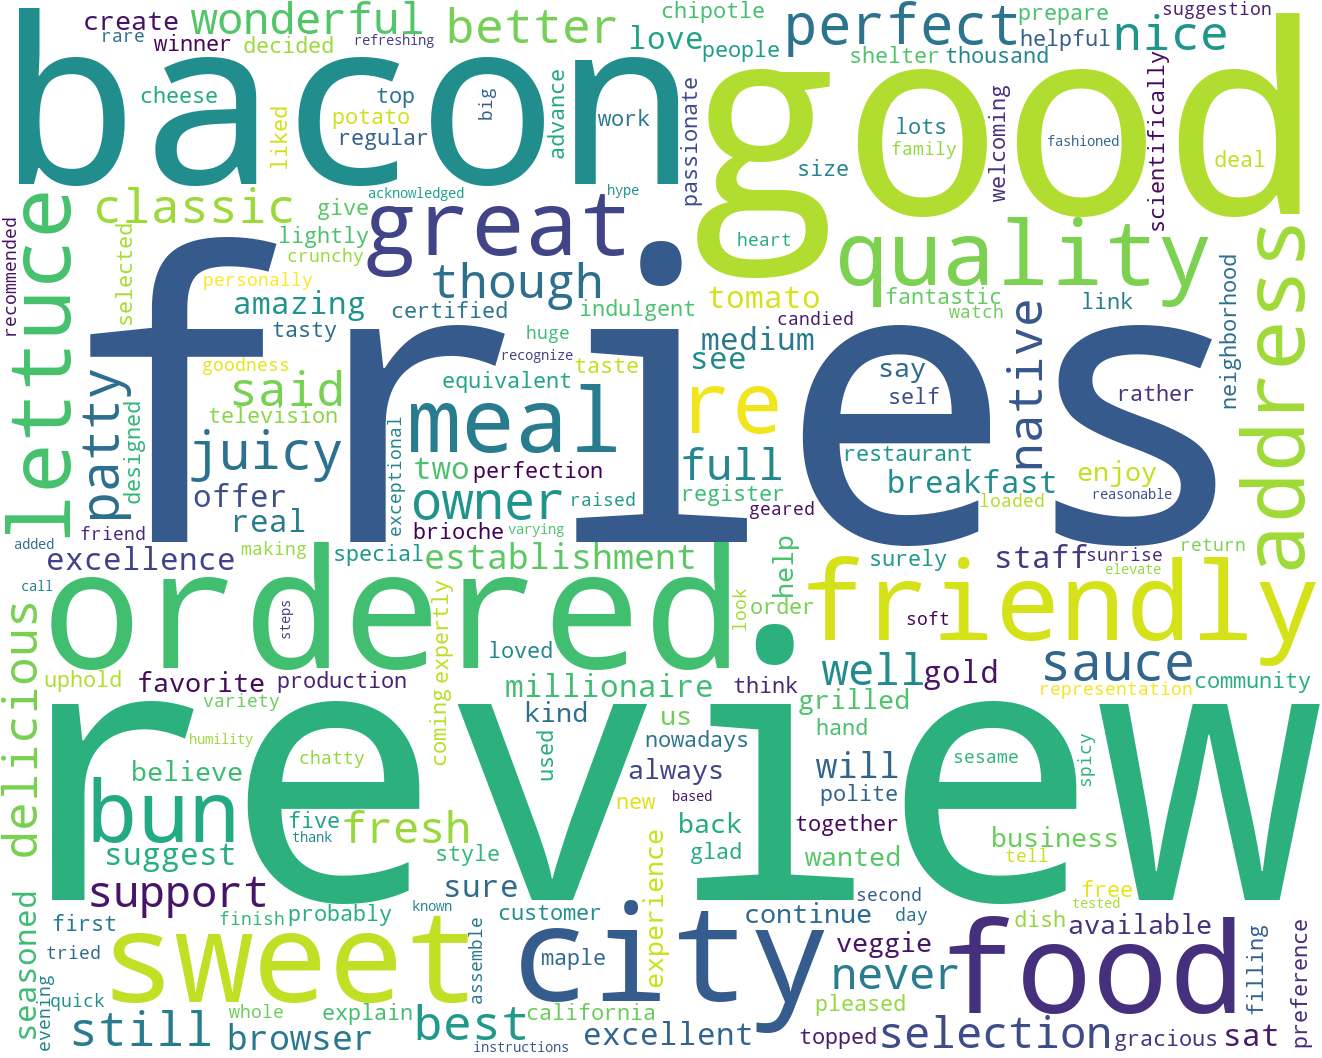 create
wonderful
better
chipotle
perfect
prepare
suggestion
rare
winner
decided
refreshing
love
people
helpful
nice
shelter
thousand
bacon
good
cheese
top
potato
regular
liked
big
advance
work
passionate
lots
family
welcoming
fashioned
scientifically
deal
size
acknowledged
hype
classic
give
great
lightly
crunchy
heart
quality
lettuce
recommended
selected
personally
though
amazing
tasty
certified
indulgent
tomato
candied
fantastic
watch
link
neighborhood
address
native
huge
recognize
medium
see
goodness
said
television
equivalent
taste
fries
say
self
rather
patty
designed
juicy
meal
re
exceptional
two
perfection
full
restaurant
breakfast
enjoy
reasonable
loaded
offer
real
owner
raised
register
geared
friend
brioche
varying
added
excellence
making
special
establishment
help
surely
staff
sunrise
return
elevate
call
ordered
steps
look
order
friendly
soft
delicious
expertly
loved
uphold
favorite
production
millionaire
think
well
gold
sauce
community
representation
variety
coming
kind
us
grilled
hand
humility
chatty
nowadays
review
believe
used
always
will
sesame
spicy
based
polite
new
bun
five
thank
fresh
back
together
business
suggest
style
glad
wanted
tell
support
sure
experience
second
free
tested
seasoned
first
finish
probably
known
customer
continue
day
dish
available
tried
sweet
assemble
maple
city
veggie
food
filling
preference
evening
quick
never
whole
explain
california
pleased
still
browser
best
instructions
excellent
topped
selection
gracious
sat